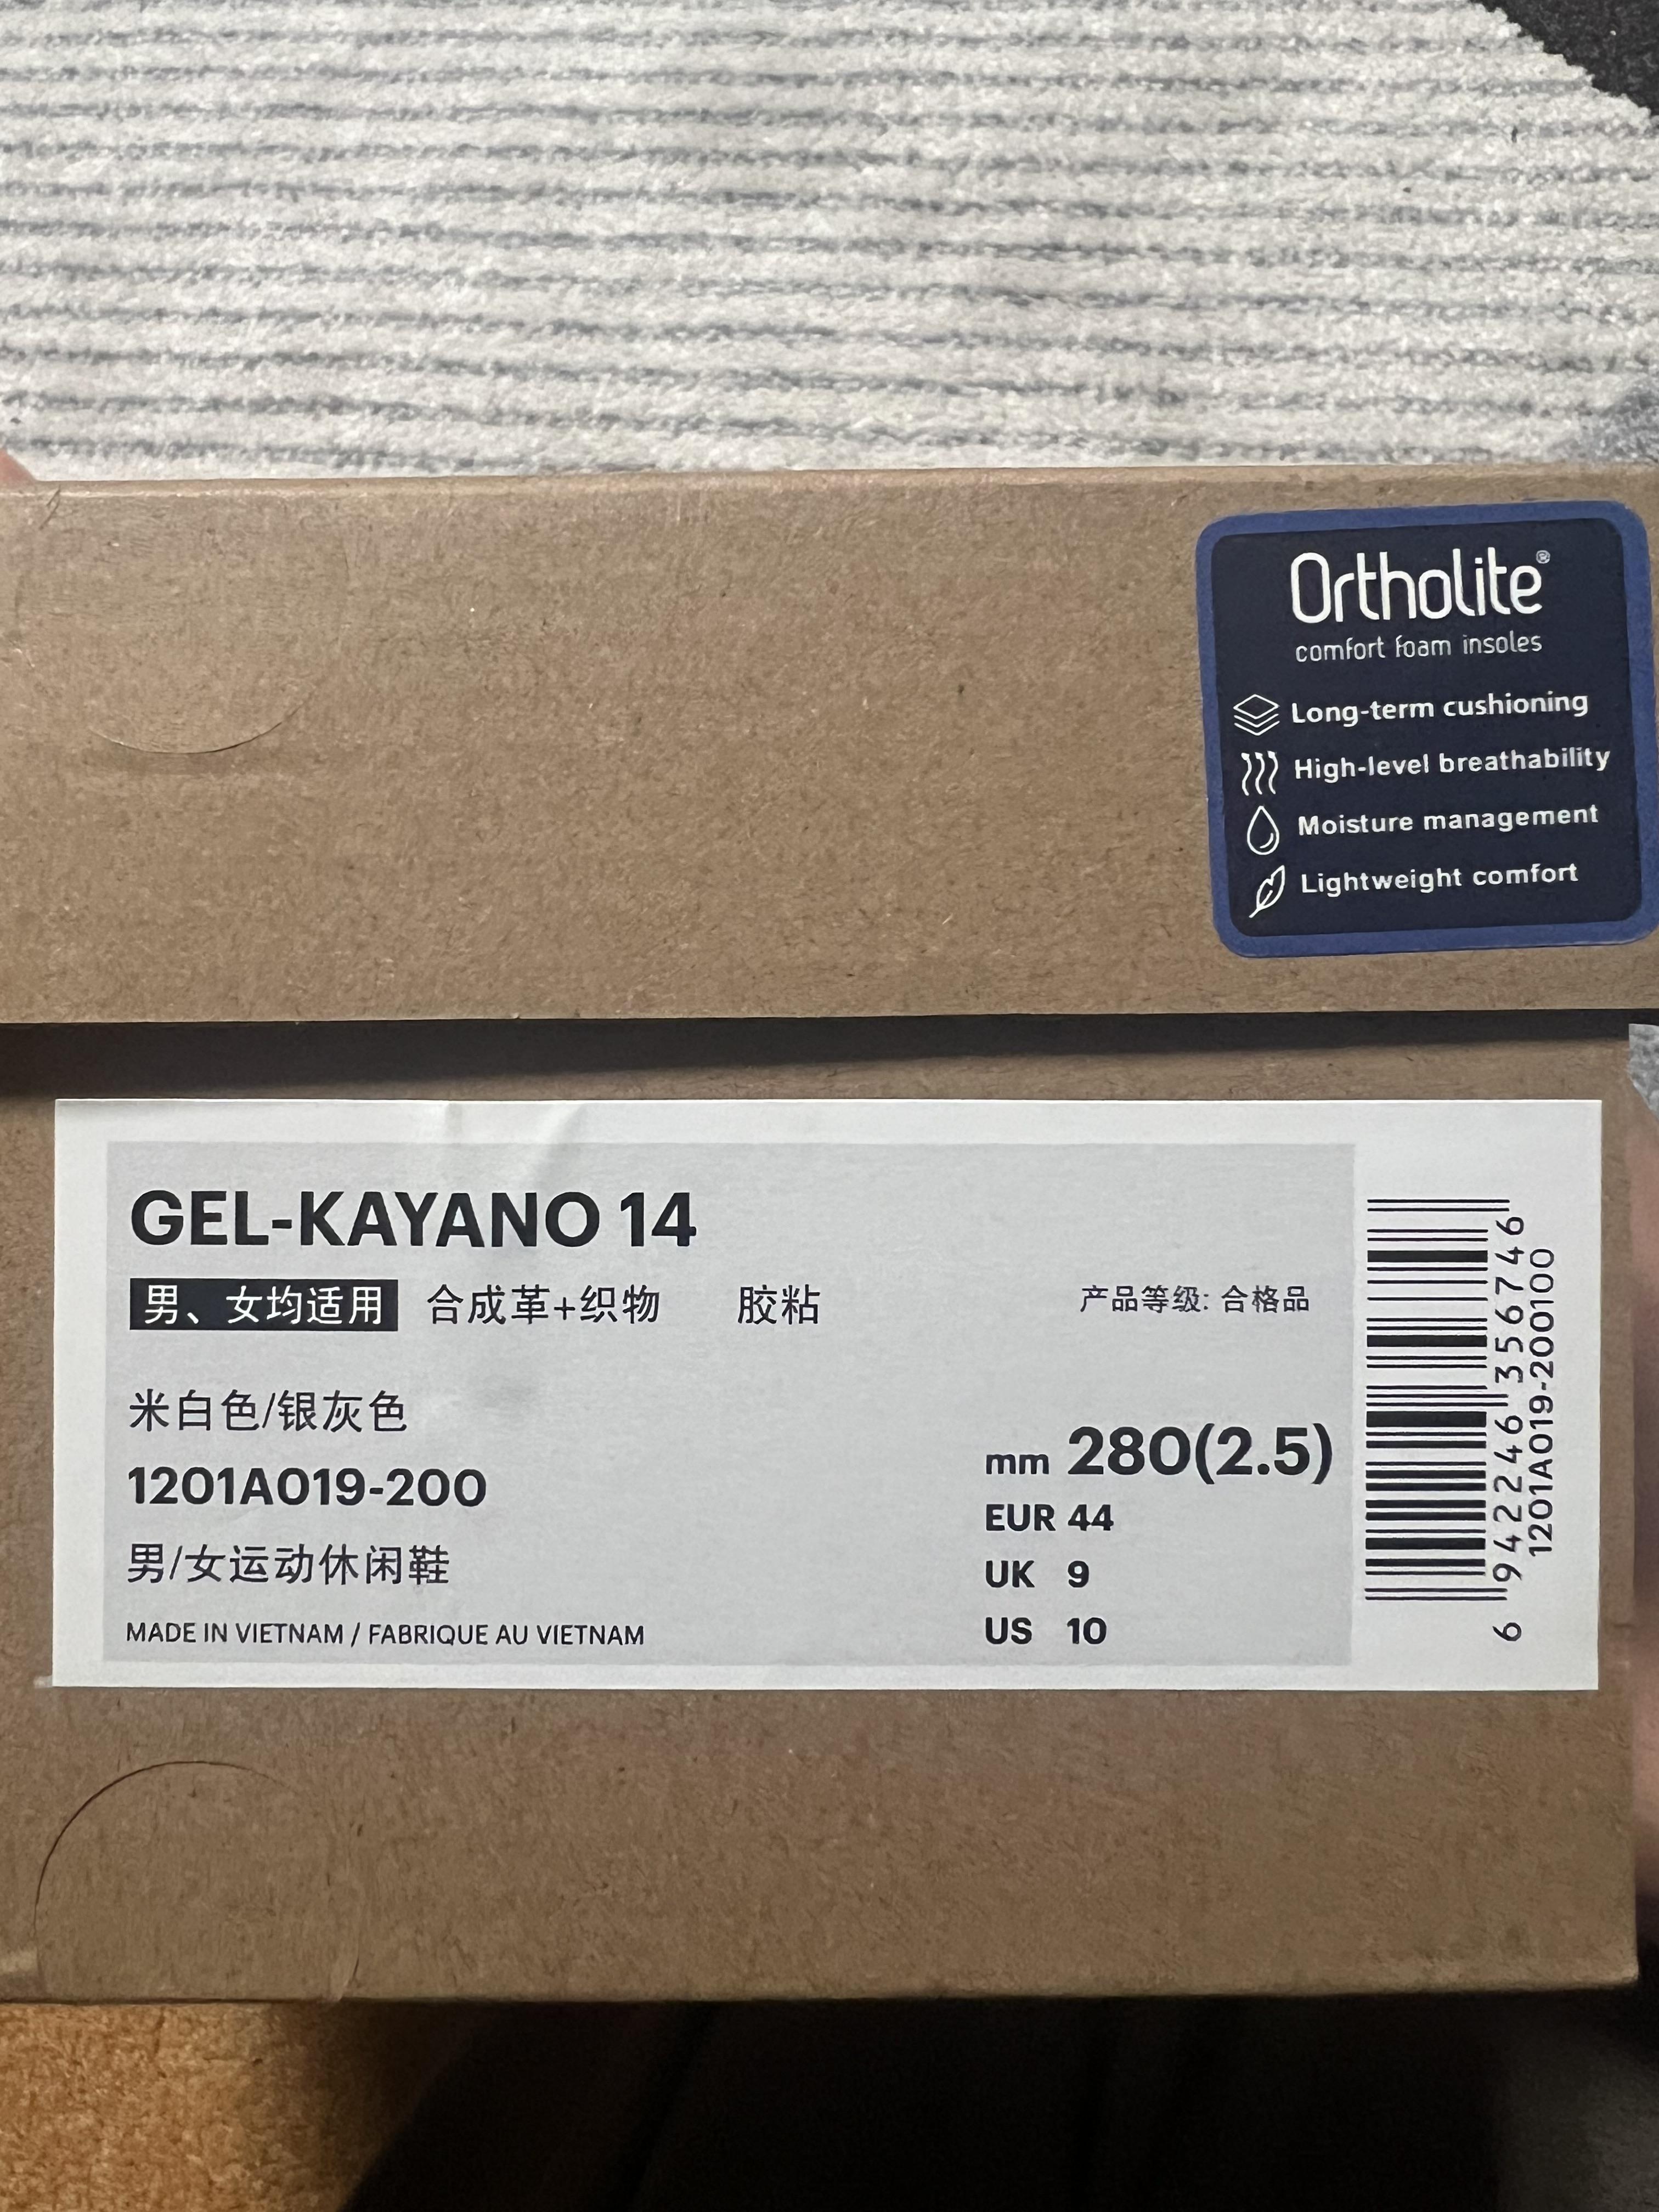 Ortholite®
comfort foam insoles
Long-term cushioning
High-level breathability
Moisture management
Lightweight comfort
GEL-KAYANO 14
男、女均适用 合成革+织物 胶粘 产品等级: 合格品
米白色/银灰色
1201A019-200
男/女运动休闲鞋
MADE IN VIETNAM / FABRIQUE AU VIETNAM
mm 280(2.5)
EUR 44
UK 9
US 10
6 942246 356746
1201A019-200100